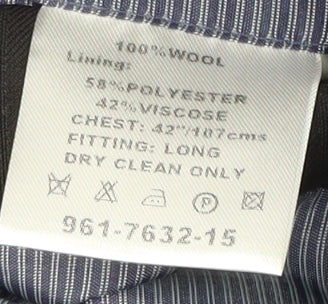 100%WOOL
Lining:
58%POLYESTER
42%VISCOSE
CHEST: 42"/107cms
FITTING: LONG
DRY CLEAN ONLY
P
961-7632-15